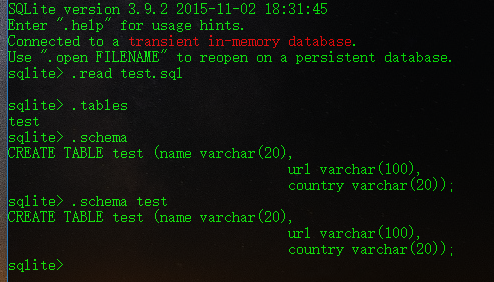 SQLite version 3.9.2 2015-11-02 18:31:45
Enter ".help" for usage hints.
Connected to a transient in-memory database.
Use ".open FILENAME" to reopen on a persistent database.
sqlite> .read test.sql
sqlite> .tables
test
sqlite> .schema
CREATE TABLE test (name varchar(20),
url varchar(100),
country varchar(20));
sqlite> .schema test
CREATE TABLE test (name varchar(20),
url varchar(100),
country varchar(20));
sqlite>